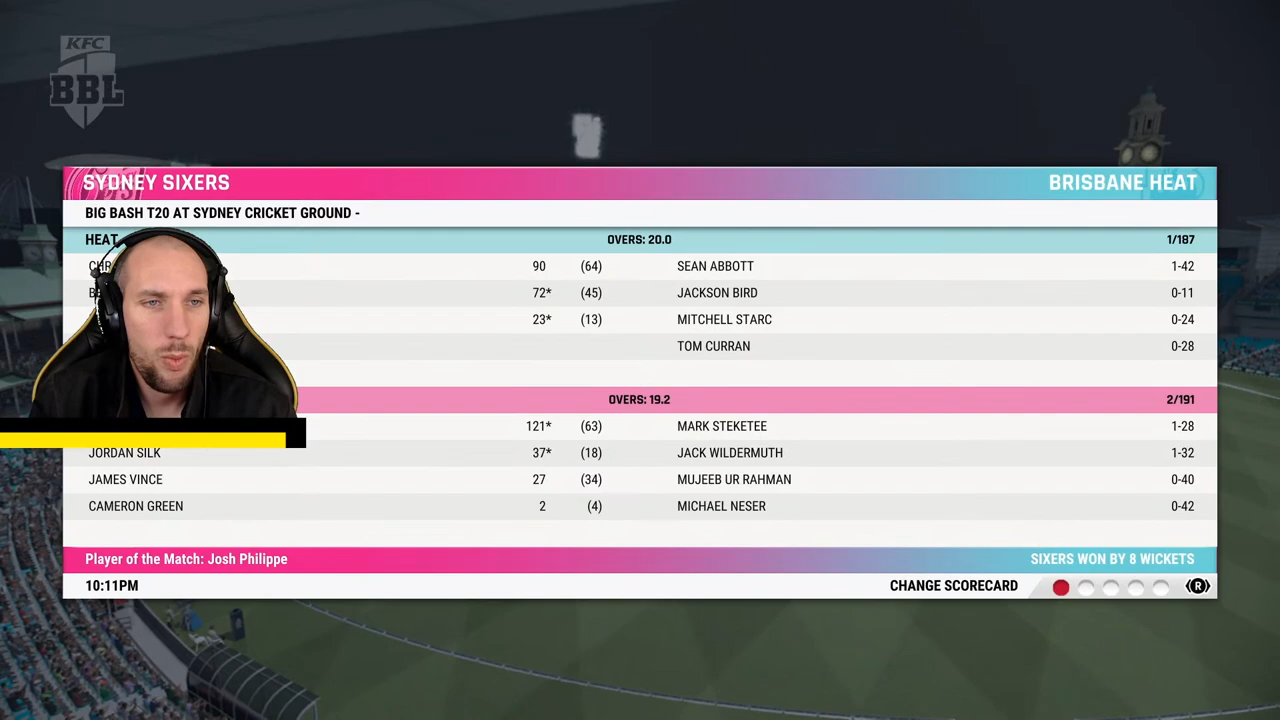 KFC
BBL
SYDNEY SIXERS BRISBANE HEAT
BIG BASH T20 AT SYDNEY CRICKET GROUND -
HEAT OVERS: 20.0 1/187
90 (64) SEAN ABBOTT 1-42
72* (45) JACKSON BIRD 0-11
23* (13) MITCHELL STARC 0-24
TOM CURRAN 0-28
OVERS: 19.2 2/191
121* (63) MARK STEKETEE 1-28
JORDAN SILK 37* (18) JACK WILDERMUTH 1-32
JAMES VINCE 27 (34) MUJEEB UR RAHMAN 0-40
CAMERON GREEN 2 (4) MICHAEL NESER 0-42
Player of the Match: Josh Philippe SIXERS WON BY 8 WICKETS
10:11PM CHANGE SCORECARD R